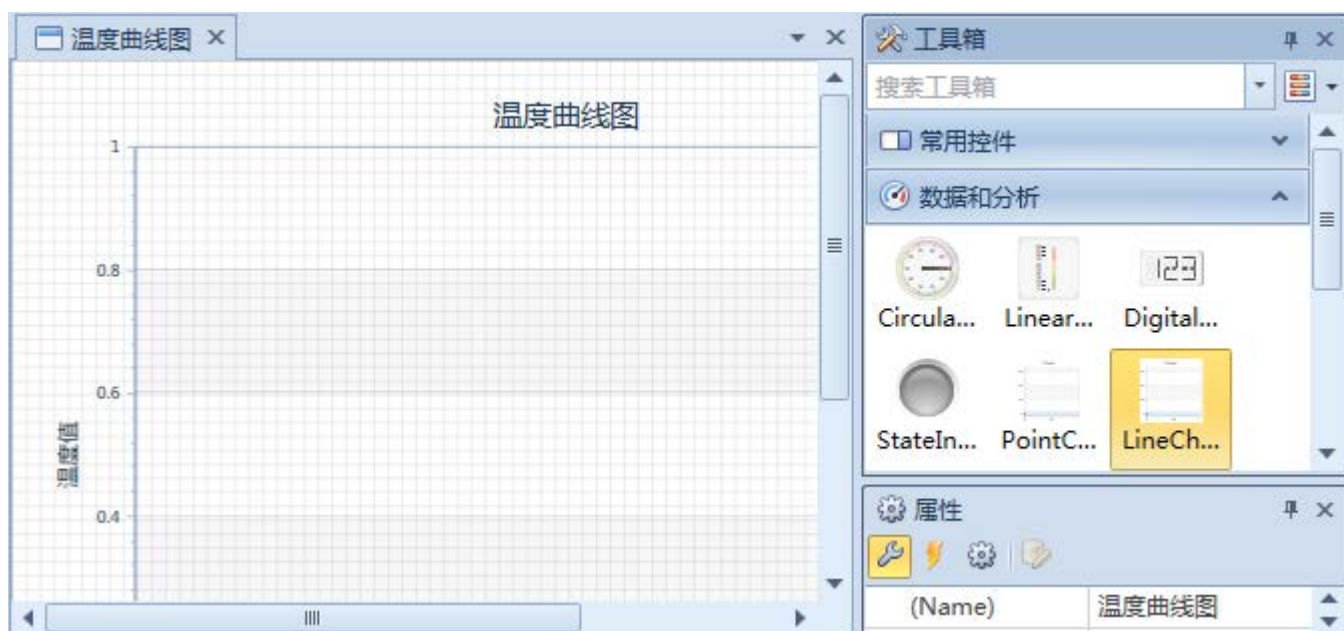 温度曲线图
温度曲线图
1
0.8
0.6
0.4
温度值
工具箱
搜索工具箱
常用控件
数据和分析
Circula... Linear... Digital...
123
StateIn... PointC... LineCh...
属性
(Name) 温度曲线图